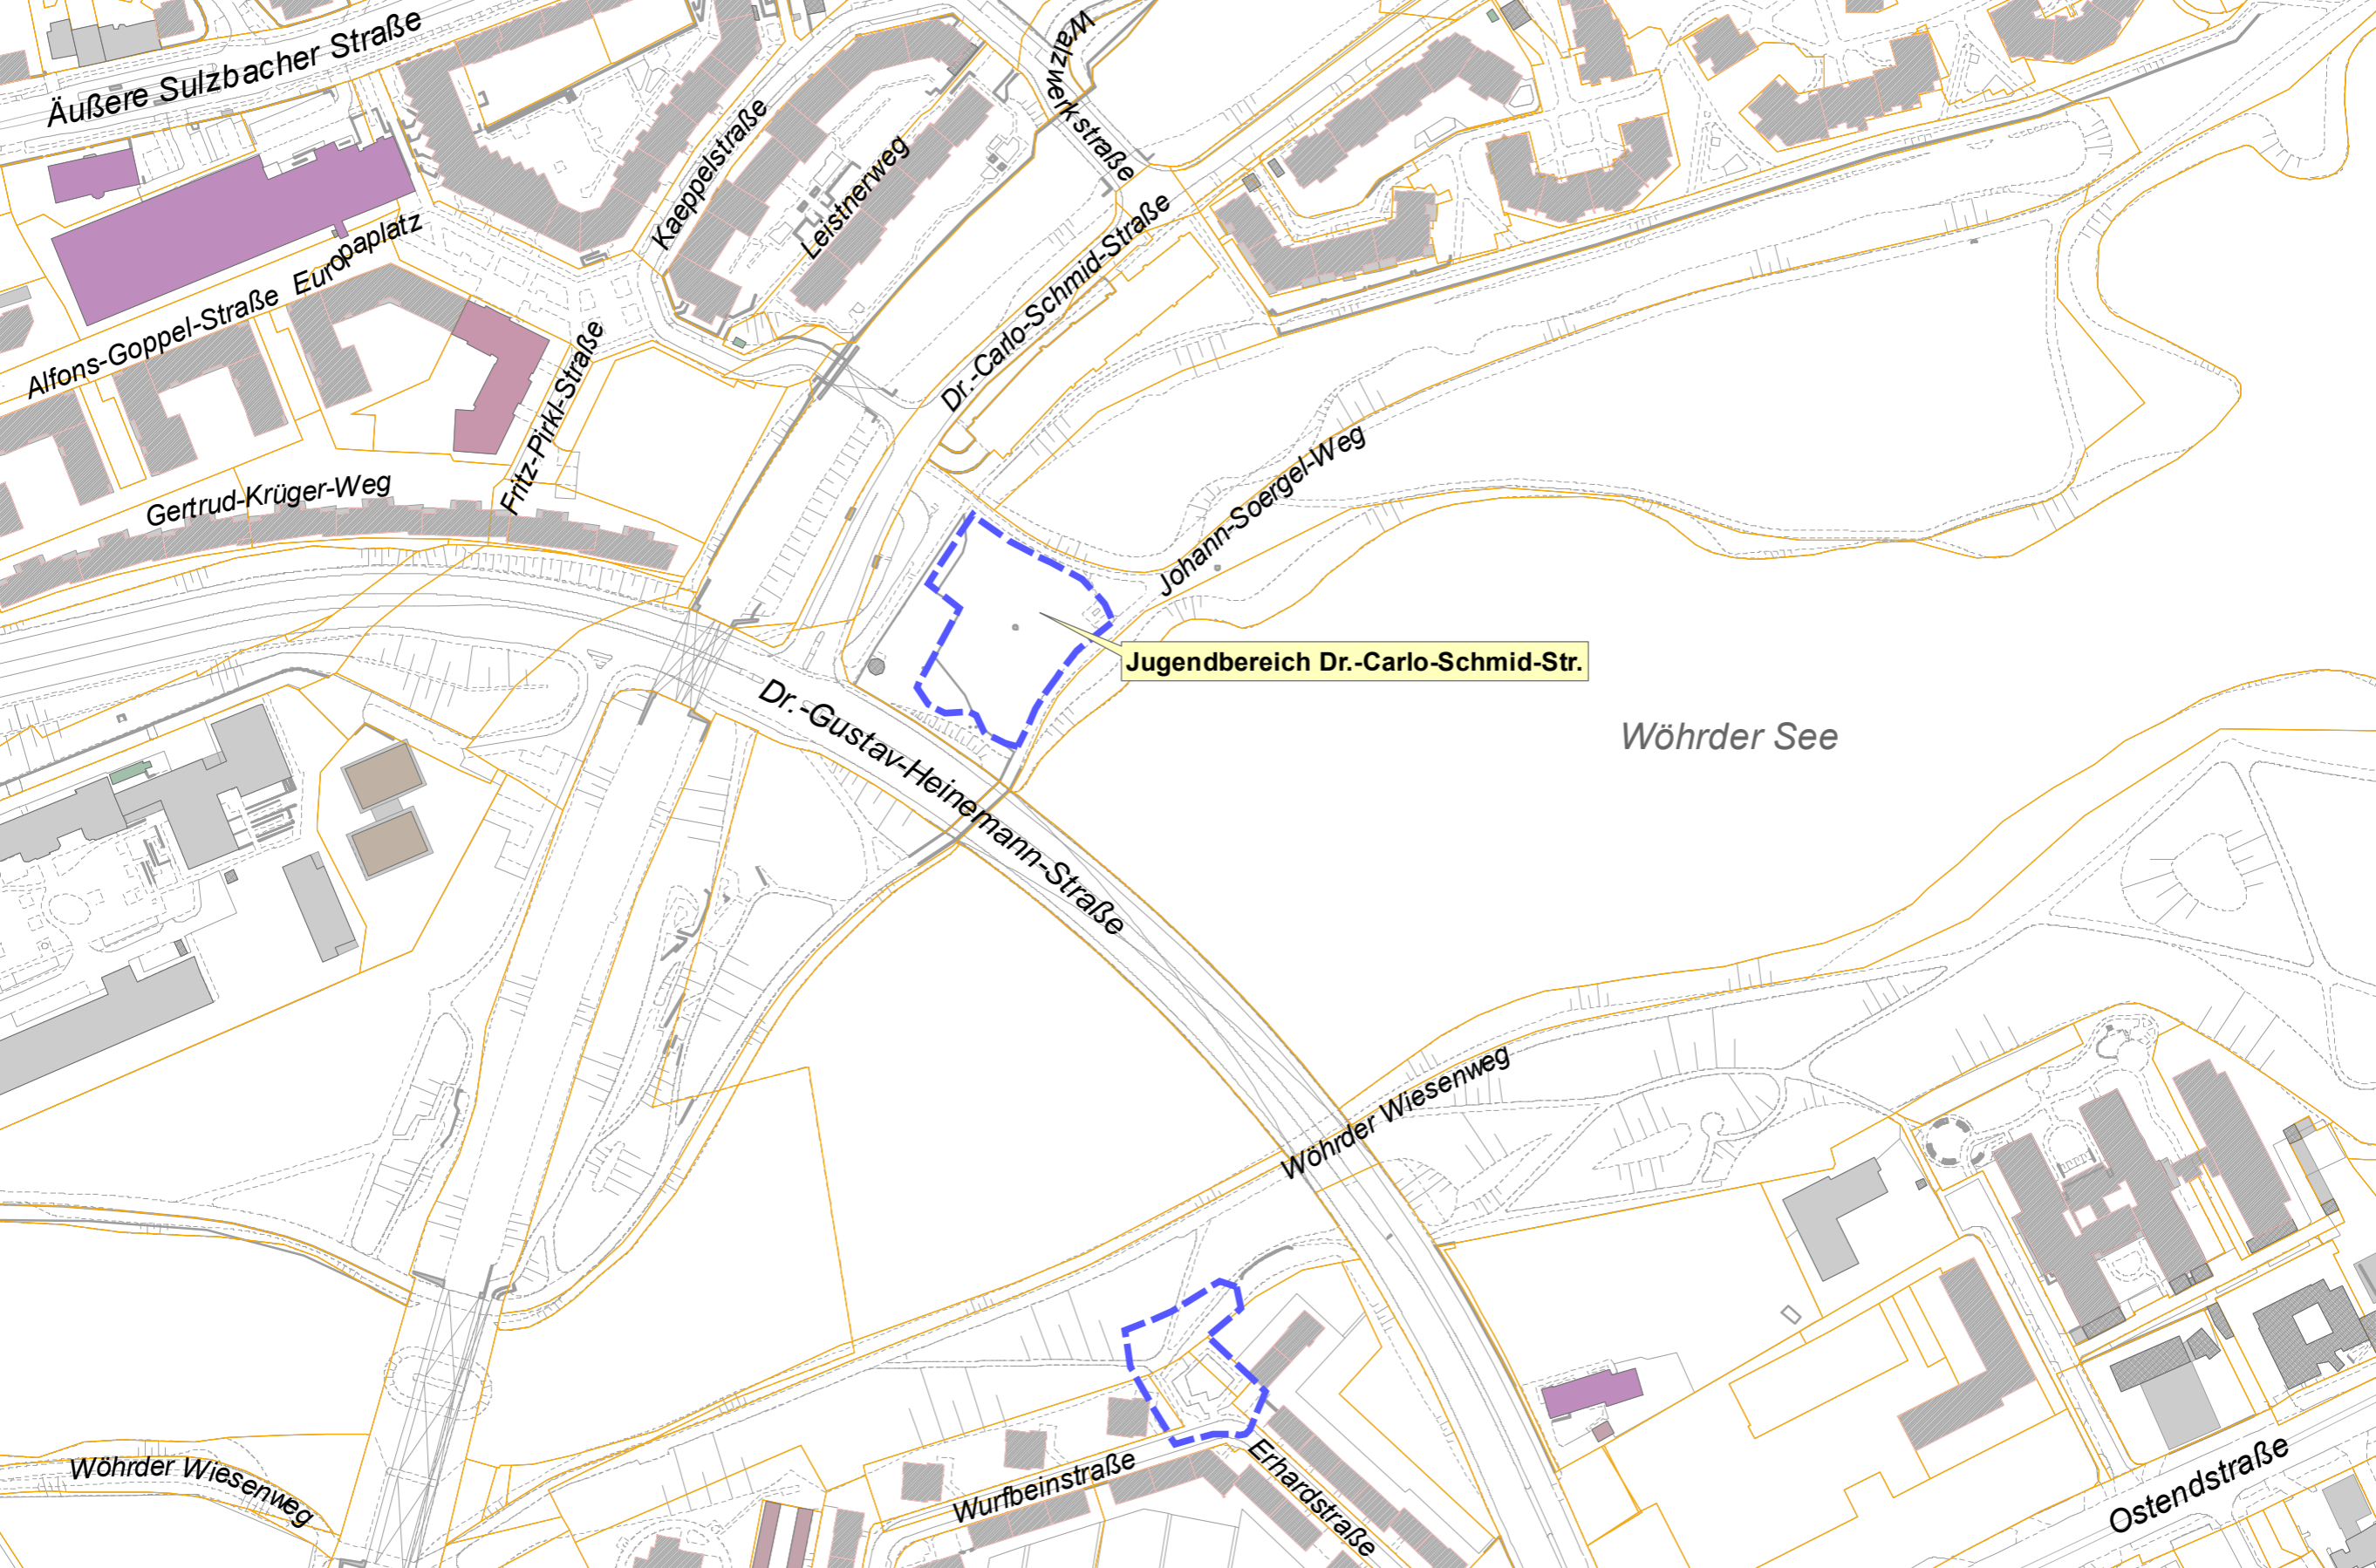 Äußere Sulzbacher Straße
Walzwerkstraße
Kaeppelstraße
Leistnerweg
Dr.-Carlo-Schmid-Straße
Europaplatz
Alfons-Goppel-Straße
Fritz-Pirkl-Straße
Gertrud-Krüger-Weg
Johann-Soergel-Weg
Jugendbereich Dr.-Carlo-Schmid-Str.
Wöhrder See
Dr.-Gustav-Heinemann-Straße
Wöhrder Wiesenweg
Wöhrder Wiesenweg
Wurfbeinstraße
Erhardstraße
Ostendstraße